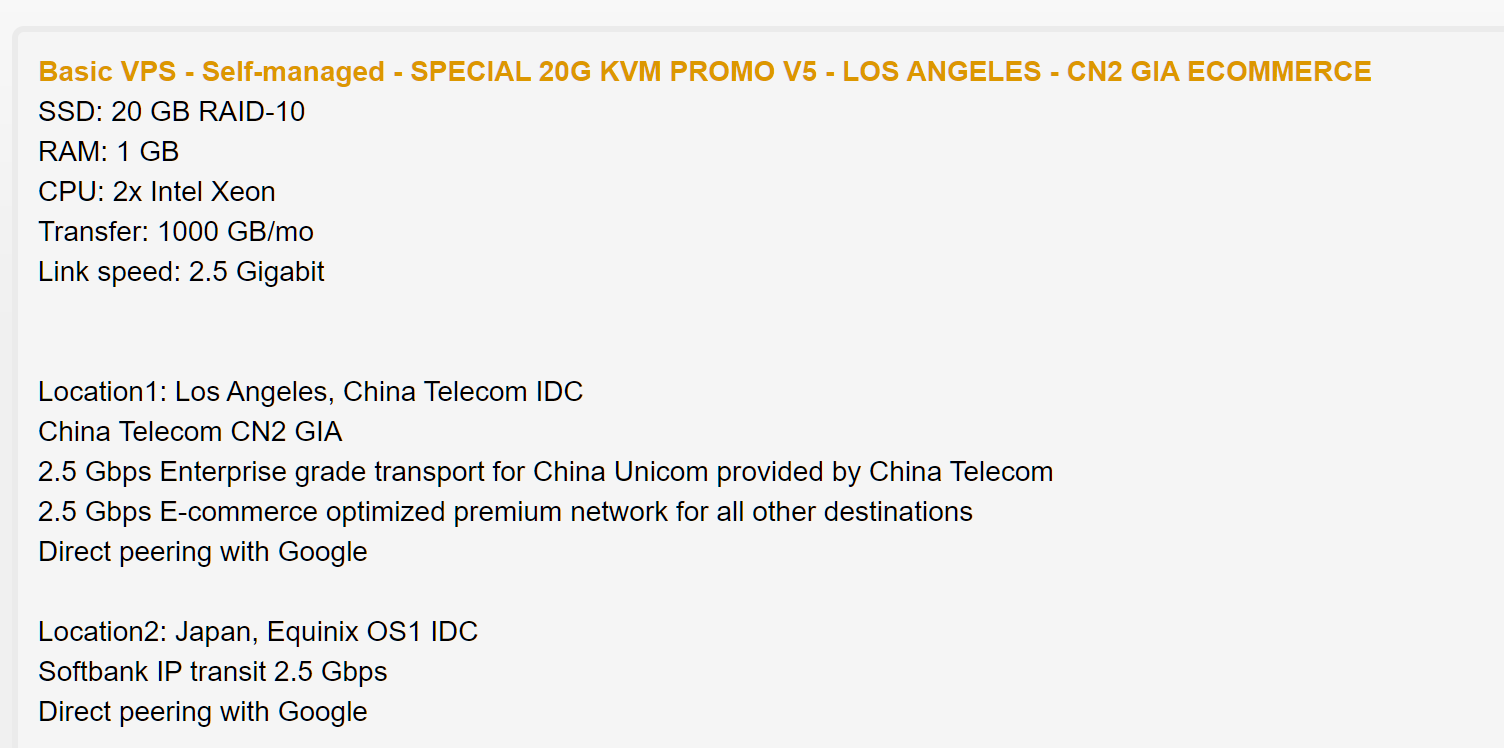 Basic VPS - Self-managed - SPECIAL 20G KVM PROMO V5 - LOS ANGELES - CN2 GIA ECOMMERCE
SSD: 20 GB RAID-10
RAM: 1 GB
CPU: 2x Intel Xeon
Transfer: 1000 GB/mo
Link speed: 2.5 Gigabit
Location1: Los Angeles, China Telecom IDC
China Telecom CN2 GIA
2.5 Gbps Enterprise grade transport for China Unicom provided by China Telecom
2.5 Gbps E-commerce optimized premium network for all other destinations
Direct peering with Google
Location2: Japan, Equinix OS1 IDC
Softbank IP transit 2.5 Gbps
Direct peering with Google